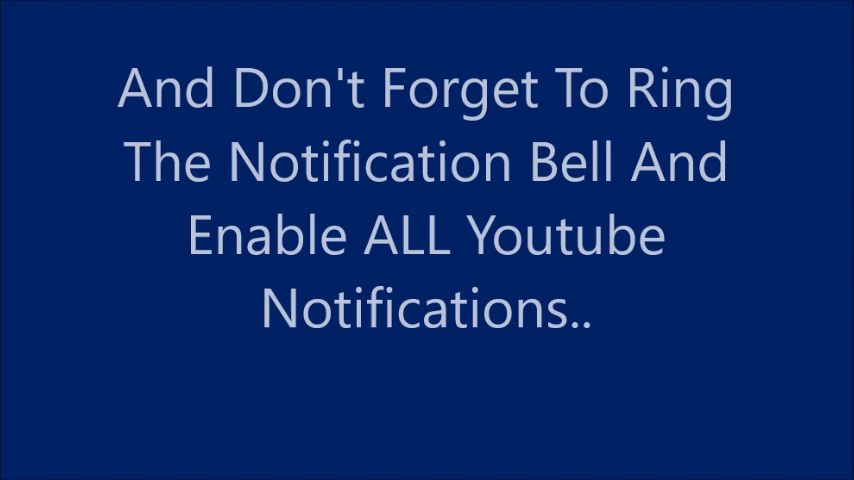 And Don't Forget To Ring
The Notification Bell And
Enable ALL Youtube
Notifications..